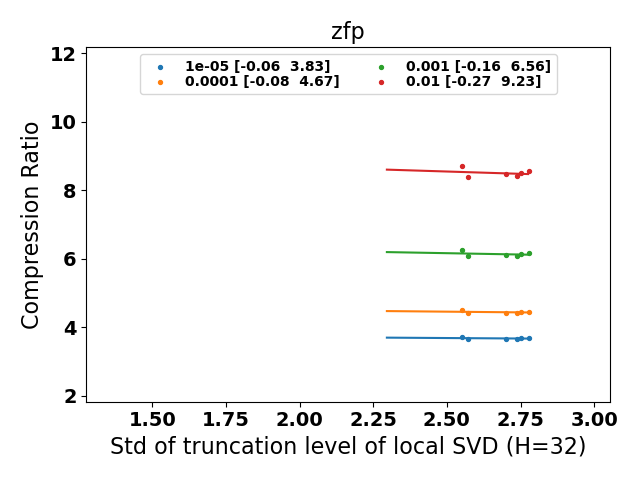 zfp
1e-05 [-0.06  3.83]
0.0001 [-0.08  4.67]
0.001 [-0.16  6.56]
0.01 [-0.27  9.23]
Compression Ratio
12
10
8
6
4
2
1.50 1.75 2.00 2.25 2.50 2.75 3.00
Std of truncation level of local SVD (H=32)